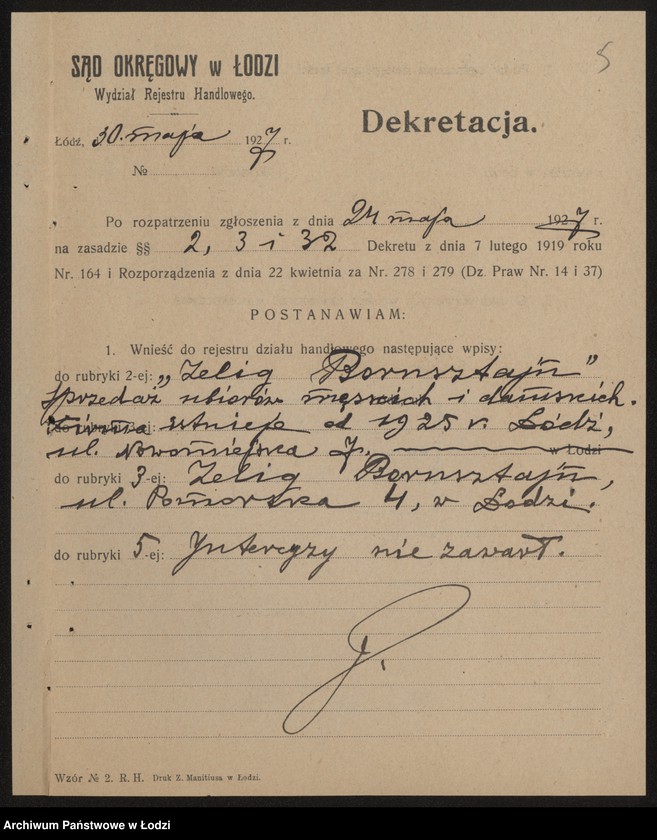 5
SĄD OKRĘGOWY w ŁODZI
Wydział Rejestru Handlowego.
Dekretacja.
Łódź, 30. maja 1927 r.
№
Po rozpatrzeniu zgłoszenia z dnia 24 maja 1927 r.
na zasadzie §§ 2, 3 i 32 Dekretu z dnia 7 lutego 1919 roku
Nr. 164 i Rozporządzenia z dnia 22 kwietnia za Nr. 278 i 279 (Dz. Praw Nr. 14 i 37)
POSTANAWIAM:
1. Wnieść do rejestru działu handlowego następujące wpisy:
do rubryki 2-ej: „Zelig Bornsztajn”
sprzedaż ubiorów męskich i damskich.
Firma istnieje od 1925 r. Łódź,
ul. Nowomiejska 7. w Łodzi
do rubryki 3-ej: Zelig Bornsztajn,
ul. Pomorska 4, w Łodzi.
do rubryki 5-ej: Intercyzy nie zawarł.
Wzór № 2. R. H. Druk Z. Manitiusa w Łodzi.
Archiwum Państwowe w Łodzi